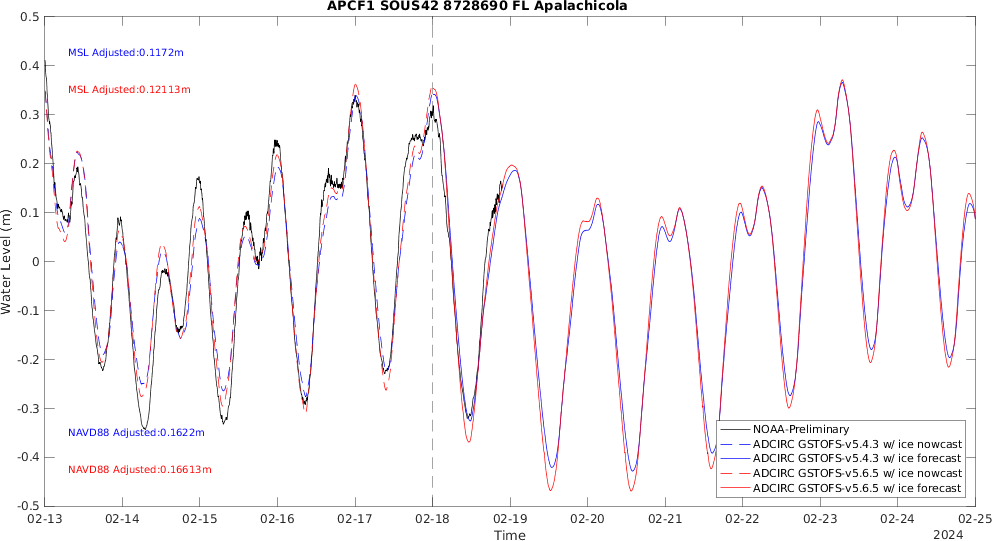 APCF1 SOUS42 8728690 FL Apalachicola
0.5
0.4
0.3
0.2
0.1
0
-0.1
-0.2
-0.3
-0.4
-0.5
Water Level (m)
MSL Adjusted:0.1172m
MSL Adjusted:0.12113m
NAVD88 Adjusted:0.1622m
NAVD88 Adjusted:0.16613m
NOAA-Preliminary
ADCIRC GSTOFS-v5.4.3 w/ ice nowcast
ADCIRC GSTOFS-v5.4.3 w/ ice forecast
ADCIRC GSTOFS-v5.6.5 w/ ice nowcast
ADCIRC GSTOFS-v5.6.5 w/ ice forecast
02-13 02-14 02-15 02-16 02-17 02-18 02-19 02-20 02-21 02-22 02-23 02-24 02-25
Time
2024